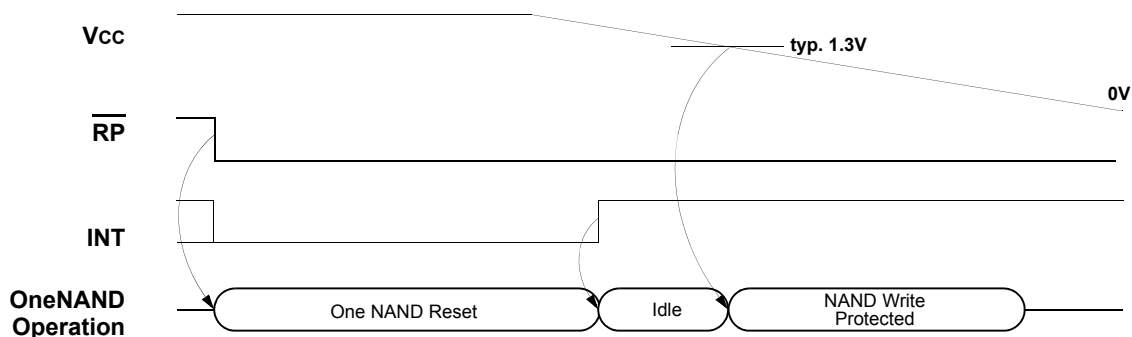 Vcc
typ. 1.3V
0V
RP
INT
OneNAND
Operation
One NAND Reset
Idle
NAND Write
Protected